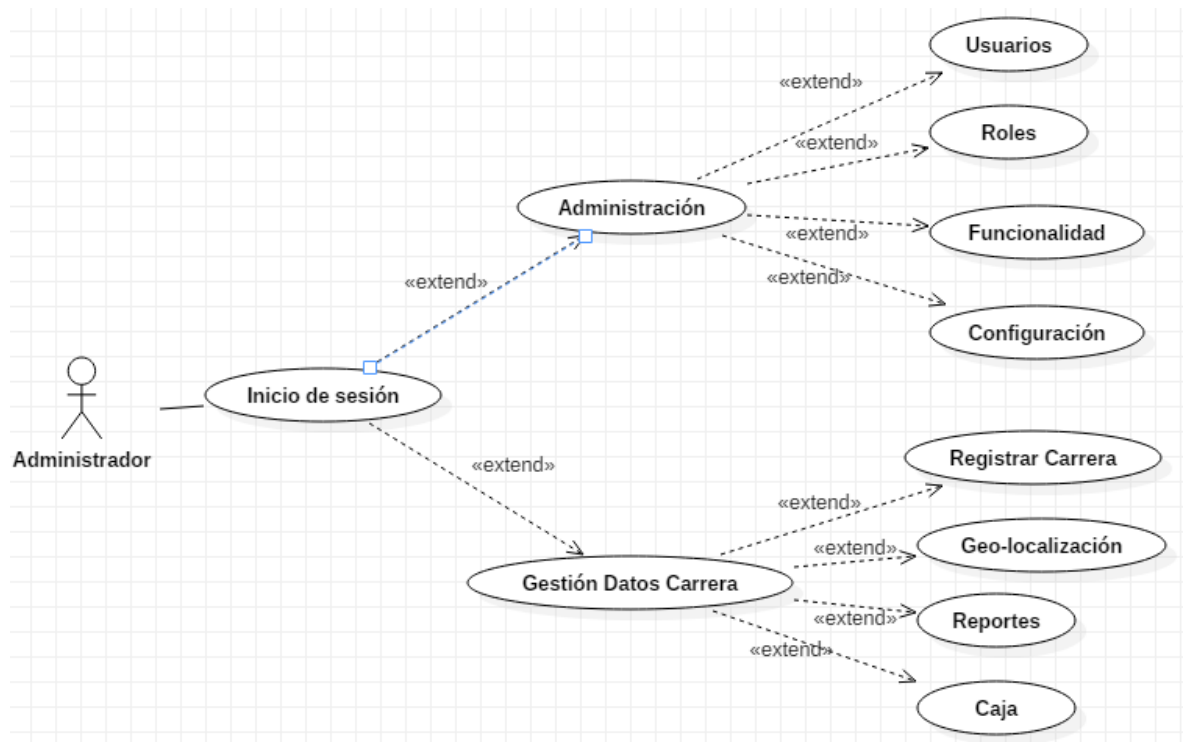 Usuarios
«extend»
Roles
«extend»
Administración
Funcionalidad
«extend»
«extend»
«extend»
Configuración
Inicio de sesión
Administrador
«extend»
Registrar Carrera
«extend»
Geo-localización
«extend»
Gestión Datos Carrera
Reportes
«extend»
«extend»
Caja